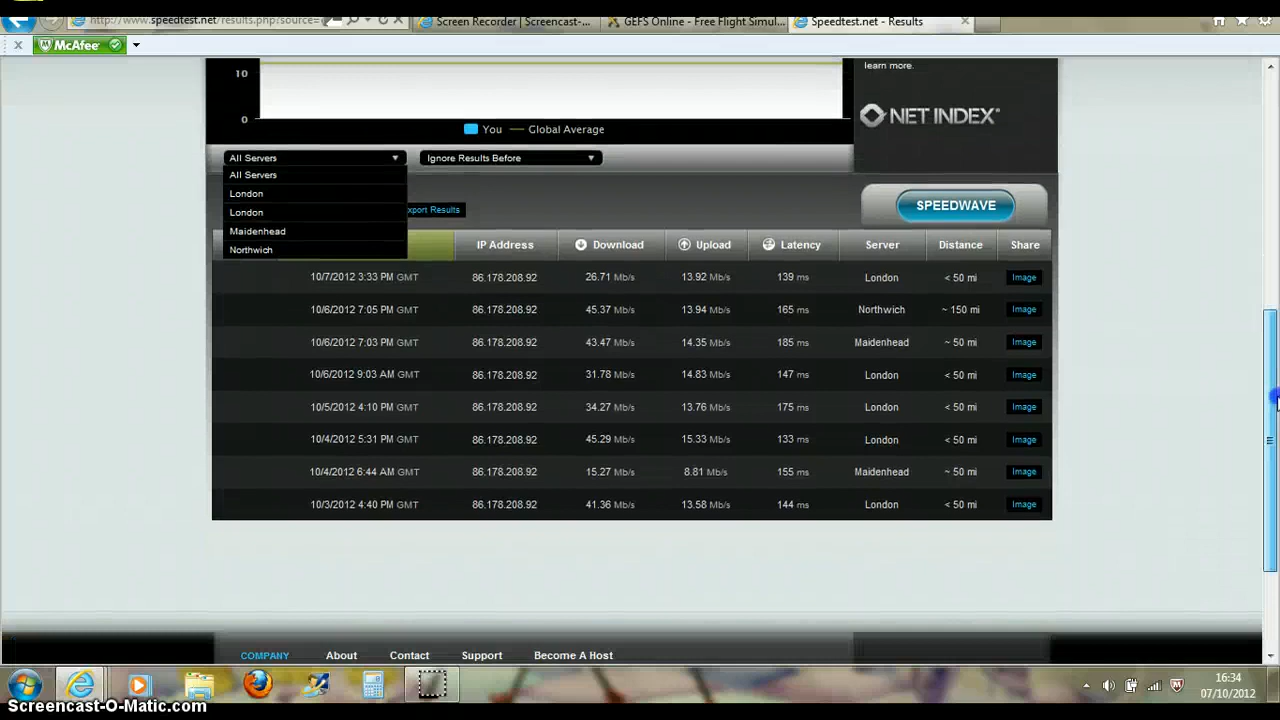 http://www.speedtest.net/results.php?source=
Screen Recorder | Screencast-...
GEFS Online - Free Flight Simul...
Speedtest.net - Results
McAfee
learn more.
10
0
You
Global Average
NET INDEX
All Servers
Ignore Results Before
All Servers
London
London
Maidenhead
Northwich
xport Results
SPEEDWAVE
IP Address Download Upload Latency Server Distance Share
10/7/2012 3:33 PM GMT 86.178.208.92 26.71 Mb/s 13.92 Mb/s 139 ms London < 50 mi Image
10/6/2012 7:05 PM GMT 86.178.208.92 45.37 Mb/s 13.94 Mb/s 165 ms Northwich ~ 150 mi Image
10/6/2012 7:03 PM GMT 86.178.208.92 43.47 Mb/s 14.35 Mb/s 185 ms Maidenhead ~ 50 mi Image
10/6/2012 9:03 AM GMT 86.178.208.92 31.78 Mb/s 14.83 Mb/s 147 ms London < 50 mi Image
10/5/2012 4:10 PM GMT 86.178.208.92 34.27 Mb/s 13.76 Mb/s 175 ms London < 50 mi Image
10/4/2012 5:31 PM GMT 86.178.208.92 45.29 Mb/s 15.33 Mb/s 133 ms London < 50 mi Image
10/4/2012 6:44 AM GMT 86.178.208.92 15.27 Mb/s 8.81 Mb/s 155 ms Maidenhead ~ 50 mi Image
10/3/2012 4:40 PM GMT 86.178.208.92 41.36 Mb/s 13.58 Mb/s 144 ms London < 50 mi Image
COMPANY About Contact Support Become A Host
16:34
07/10/2012
Screencast-O-Matic.com